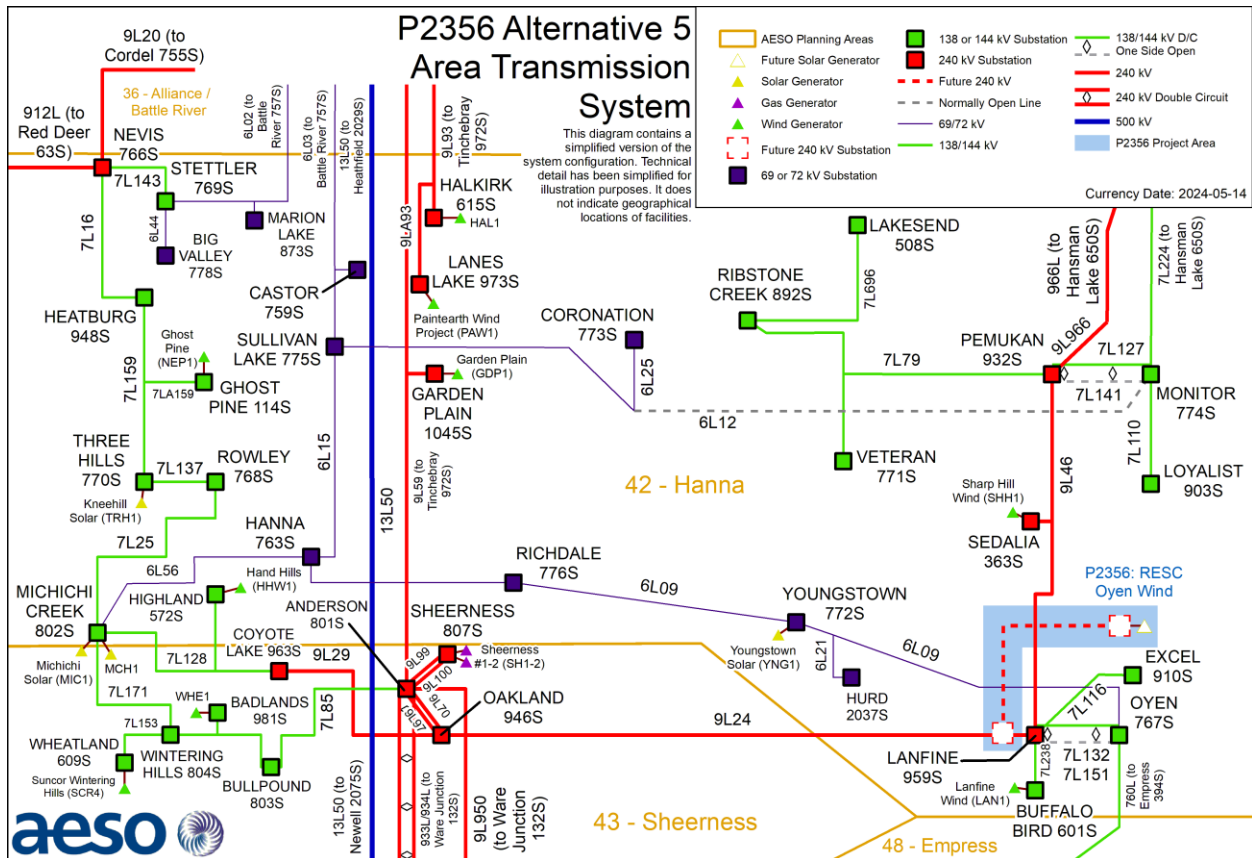 P2356 Alternative 5
Area Transmission
System
This diagram contains a
simplified version of the
system configuration. Technical
detail has been simplified for
illustration purposes. It does
not indicate geographical
locations of facilities.
AESO Planning Areas
Future Solar Generator
Solar Generator
Gas Generator
Wind Generator
Future 240 kV Substation
69 or 72 kV Substation
138 or 144 kV Substation
240 kV Substation
Future 240 kV
Normally Open Line
69/72 kV
138/144 kV
138/144 kV D/C
One Side Open
240 kV
240 kV Double Circuit
500 kV
P2356 Project Area
Currency Date: 2024-05-14
9L20 (to
Cordel 755S)
36 - Alliance /
Battle River
912L (to
Red Deer
63S)
NEVIS
766S
7L143
STETTLER
769S
6L02 (to
Battle
River 757S)
6L03 (to
Battle River 757S)
13L50 (to
Heathfield 2029S)
9L93 (to
Tinchebray
972S)
7L16
6L44
BIG
VALLEY
778S
MARION
LAKE
873S
9LA93
HALKIRK
615S
HAL1
LANES
LAKE 973S
Paintearth Wind
Project (PAW1)
CASTOR
759S
HEATBURG
948S
SULLIVAN
LAKE 775S
Ghost
Pine
(NEP1)
7L159
7LA159
GHOST
PINE 114S
CORONATION
773S
6L25
Garden Plain
(GDP1)
GARDEN
PLAIN
1045S
6L12
LAKESEND
508S
RIBSTONE
CREEK 892S
7L696
7L79
VETERAN
771S
966L (to
Hansman
Lake 650S)
7L224 (to
Hansman
Lake 650S)
9L966
PEMUKAN
932S
7L127
7L141
MONITOR
774S
7L110
LOYALIST
903S
9L46
Sharp Hill
Wind (SHH1)
SEDALIA
363S
THREE
HILLS
770S
7L137
ROWLEY
768S
Kneehill
Solar (TRH1)
6L15
13L50
9L59 (to
Tinchebray
972S)
42 - Hanna
7L25
HANNA
763S
6L56
RICHDALE
776S
6L09
YOUNGSTOWN
772S
Youngstown
Solar (YNG1)
6L21
HURD
2037S
6L09
P2356: RESC
Oyen Wind
MICHICHI
CREEK
802S
HIGHLAND
572S
Hand Hills
(HHW1)
ANDERSON
801S
SHEERNESS
807S
Sheerness
#1-2 (SH1-2)
Michichi
Solar (MIC1)
MCH1
7L128
COYOTE
LAKE 963S
9L29
9L99
9L100
9L70
9L97
OAKLAND
946S
9L24
EXCEL
910S
7L116
OYEN
767S
LANFINE
959S
7L132
7L151
7L238
Lanfine
Wind (LAN1)
BUFFALO
BIRD 601S
760L (to
Empress
394S)
7L171
WHE1
BADLANDS
981S
7L85
7L153
WHEATLAND
609S
WINTERING
HILLS 804S
Suncor Wintering
Hills (SCR4)
BULLPOUND
803S
13L50 (to
Newell 2075S)
933L/934L (to
Ware Junction
132S)
9L950
(to Ware
Junction
132S)
43 - Sheerness
48 - Empress
aeso